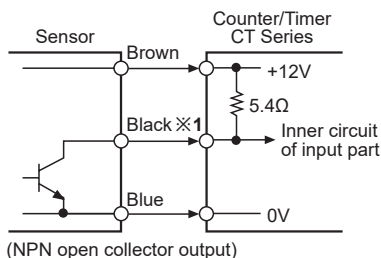 Counter/Timer
Sensor
CT Series
Brown
+12V
5.4Ω
Black ※1
Inner circuit
of input part
Blue
0V
(NPN open collector output)